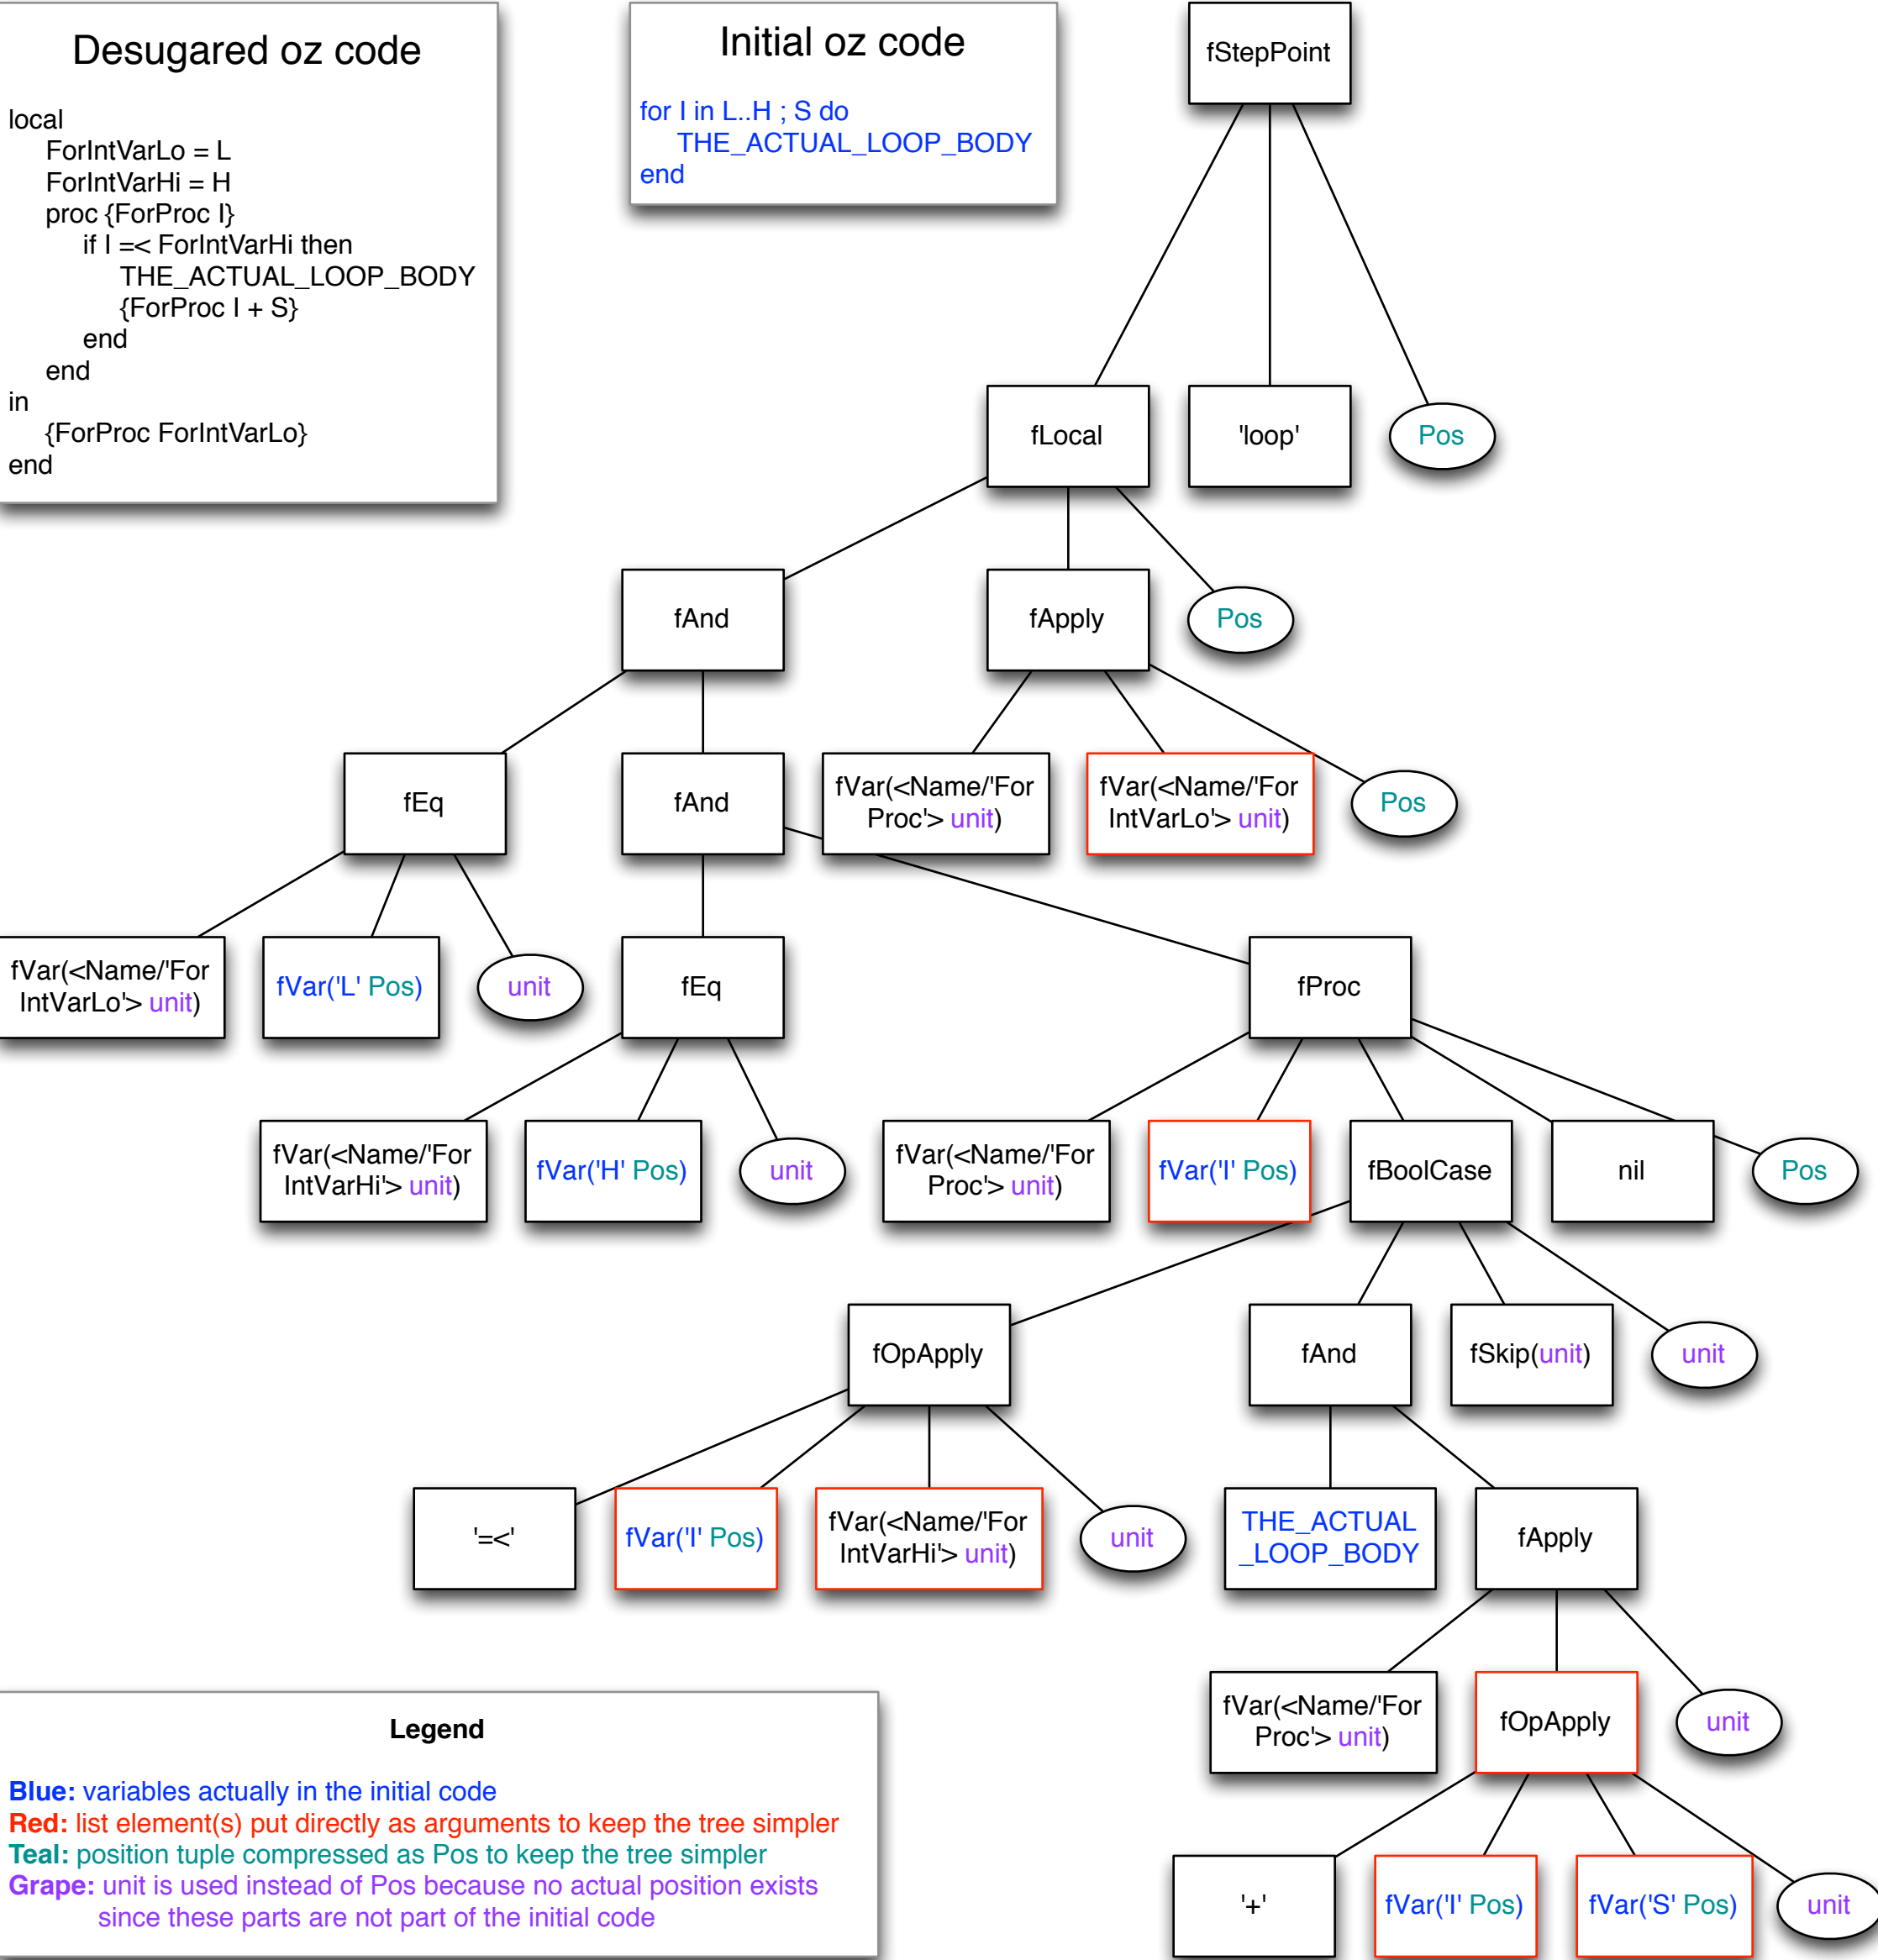 Desugared oz code
local
ForIntVarLo = L
ForIntVarHi = H
proc {ForProc I}
if I =< ForIntVarHi then
THE_ACTUAL_LOOP_BODY
{ForProc I + S}
end
end
in
{ForProc ForIntVarLo}
end
Initial oz code
for I in L..H ; S do
THE_ACTUAL_LOOP_BODY
end
fStepPoint
fLocal
'loop'
Pos
fAnd
fApply
Pos
fEq
fAnd
fVar(<Name/'For
Proc'> unit)
fVar(<Name/'For
IntVarLo'> unit)
Pos
fVar(<Name/'For
IntVarLo'> unit)
fVar('L' Pos)
unit
fEq
fProc
fVar(<Name/'For
IntVarHi'> unit)
fVar('H' Pos)
unit
fVar(<Name/'For
Proc'> unit)
fVar('I' Pos)
fBoolCase
nil
Pos
fOpApply
fAnd
fSkip(unit)
unit
'=<'
fVar('I' Pos)
fVar(<Name/'For
IntVarHi'> unit)
unit
THE_ACTUAL
_LOOP_BODY
fApply
fVar(<Name/'For
Proc'> unit)
fOpApply
unit
'+'
fVar('I' Pos)
fVar('S' Pos)
unit
Legend
Blue: variables actually in the initial code
Red: list element(s) put directly as arguments to keep the tree simpler
Teal: position tuple compressed as Pos to keep the tree simpler
Grape: unit is used instead of Pos because no actual position exists
since these parts are not part of the initial code